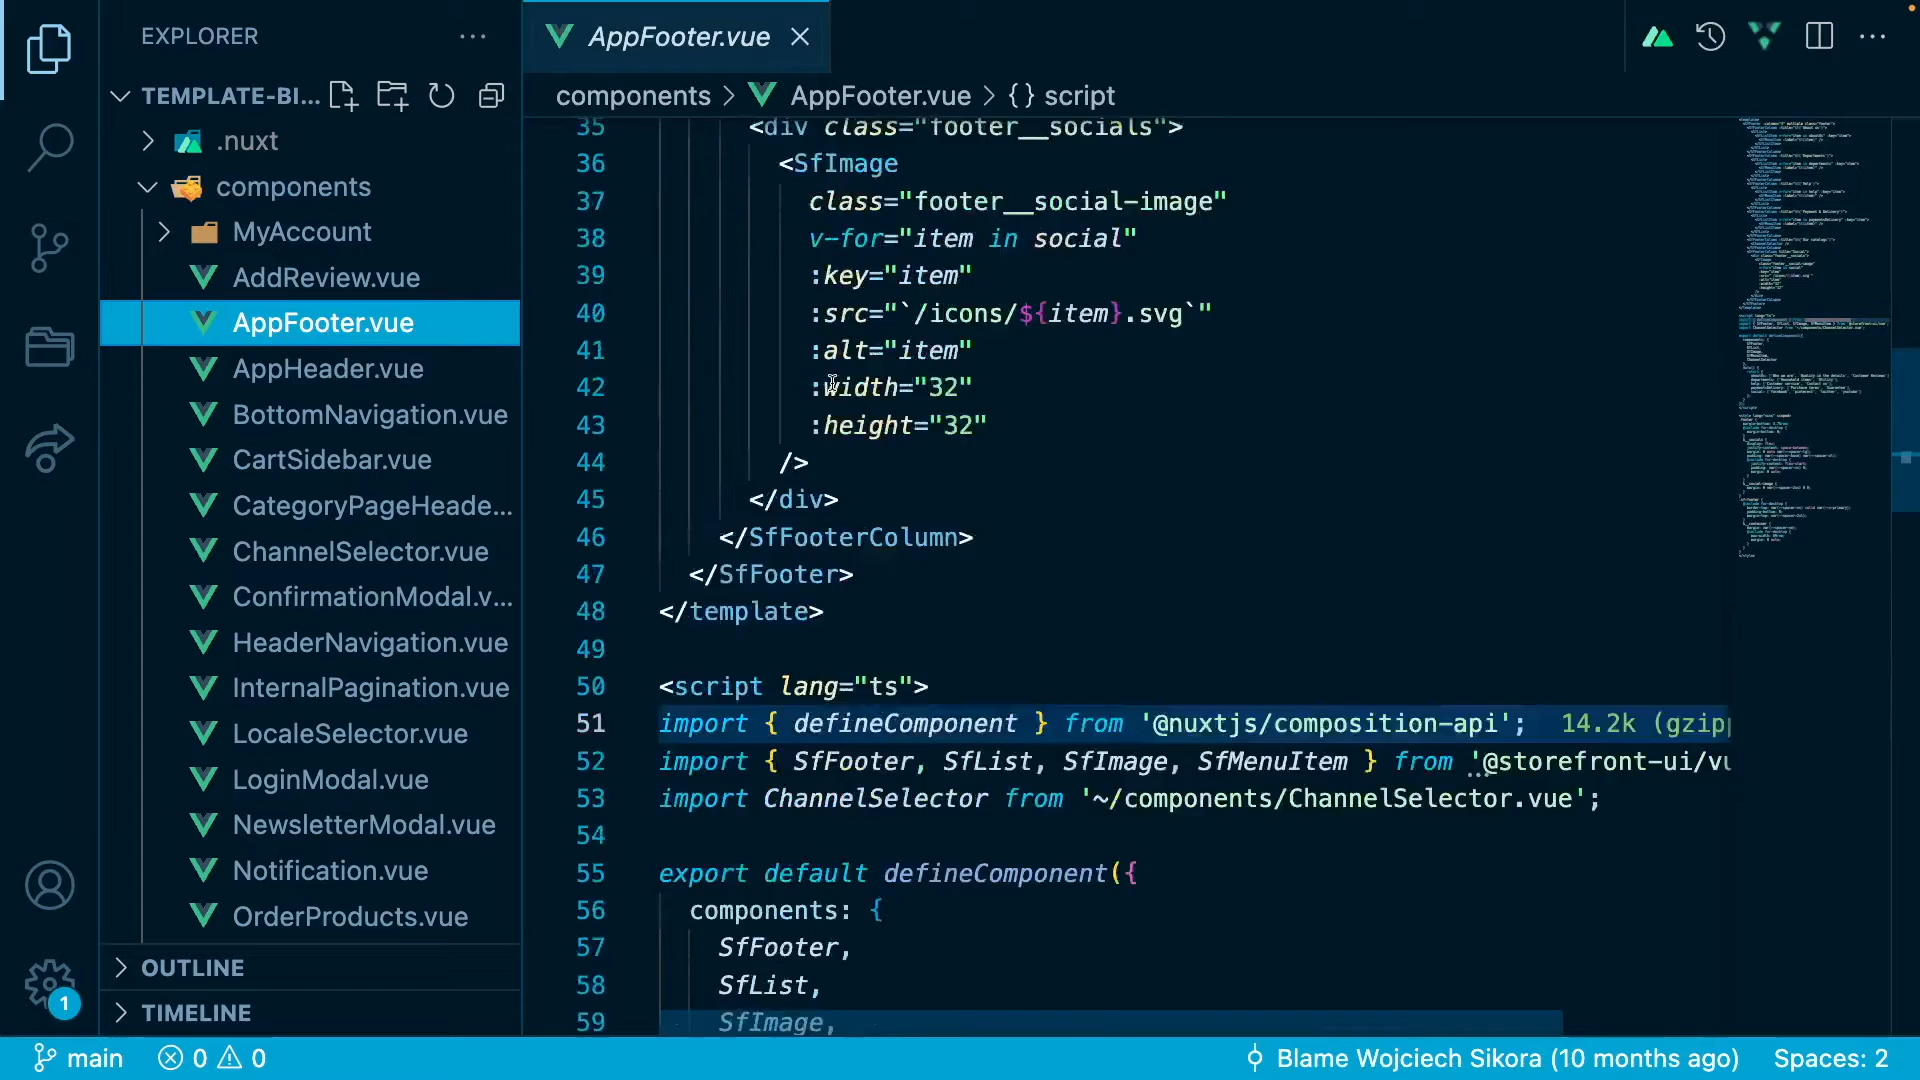 EXPLORER
TEMPLATE-BI...
.nuxt
components
MyAccount
AddReview.vue
AppFooter.vue
AppHeader.vue
BottomNavigation.vue
CartSidebar.vue
CategoryPageHeade...
ChannelSelector.vue
ConfirmationModal.v...
HeaderNavigation.vue
InternalPagination.vue
LocaleSelector.vue
LoginModal.vue
NewsletterModal.vue
Notification.vue
OrderProducts.vue
OUTLINE
TIMELINE
1
AppFooter.vue
components > AppFooter.vue > {} script
35 <div class="footer__socials">
36 <SfImage
37 class="footer__social-image"
38 v-for="item in social"
39 :key="item"
40 :src="`/icons/${item}.svg`"
41 :alt="item"
42 :width="32"
43 :height="32"
44 />
45 </div>
46 </SfFooterColumn>
47 </SfFooter>
48 </template>
49
50 <script lang="ts">
51 import { defineComponent } from '@nuxtjs/composition-api'; 14.2k (gzipp
52 import { SfFooter, SfList, SfImage, SfMenuItem } from '@storefront-ui/vu
53 import ChannelSelector from '~/components/ChannelSelector.vue';
54
55 export default defineComponent({
56 components: {
57 SfFooter,
58 SfList,
59 SfImage,
main 0 0 Blame Wojciech Sikora (10 months ago) Spaces: 2